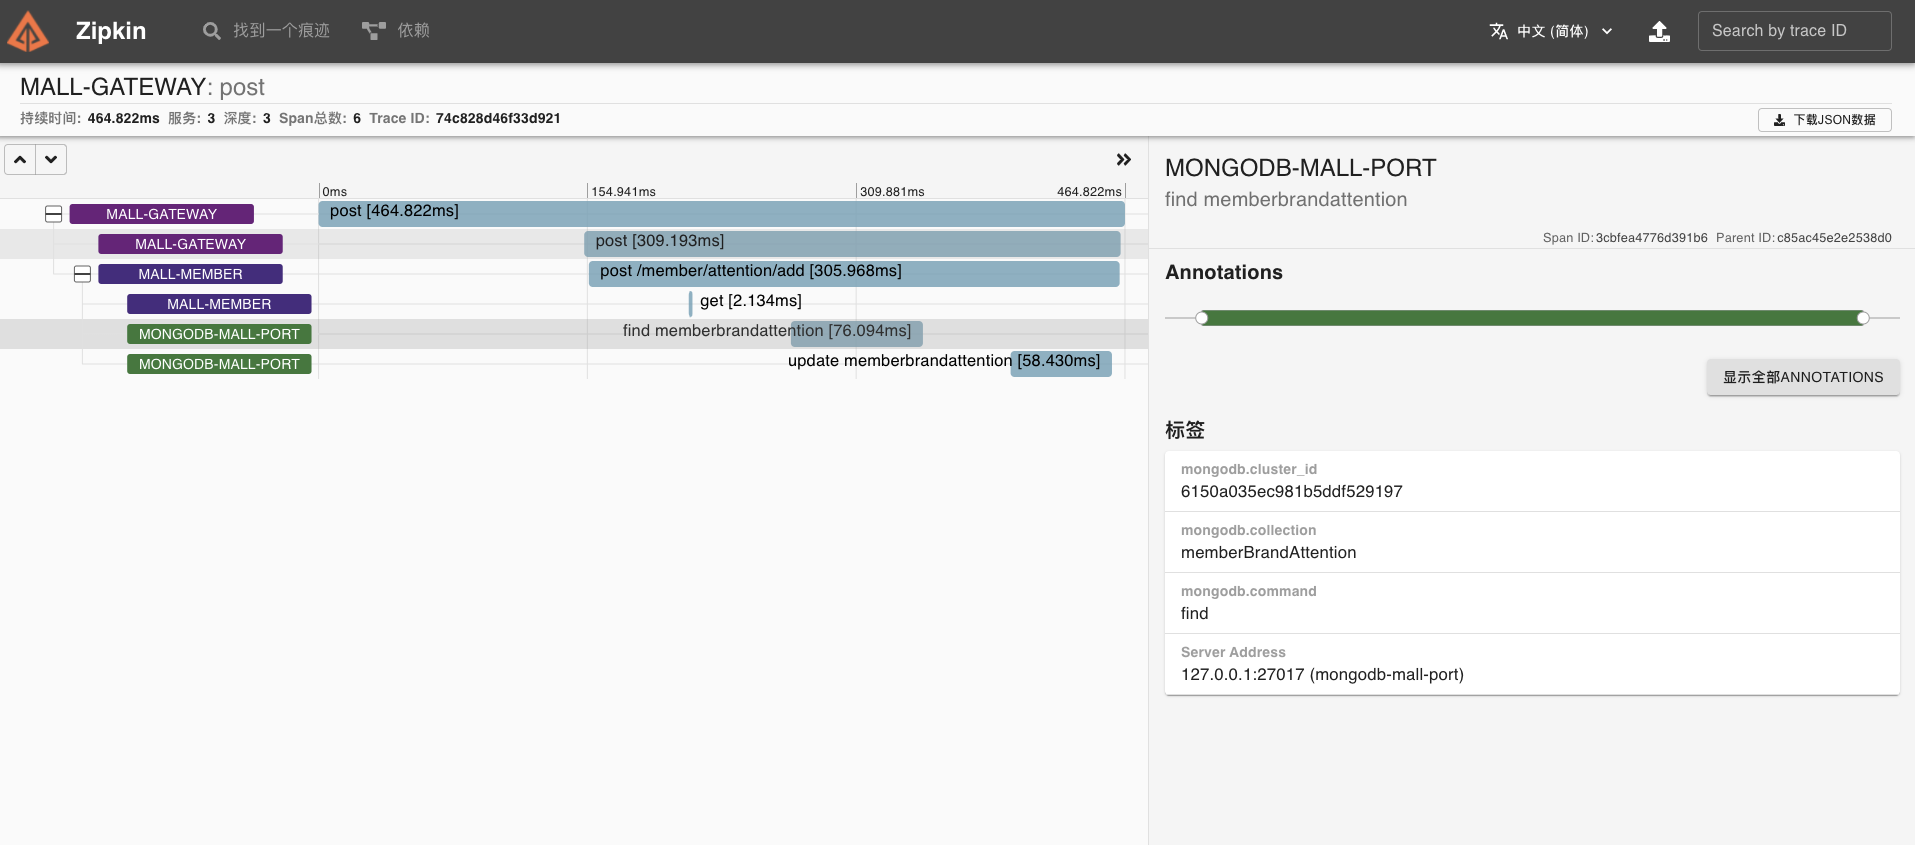 Zipkin
找到一个痕迹
依赖
中文 (简体)
Search by trace ID
MALL-GATEWAY: post
持续时间: 464.822ms 服务: 3 深度: 3 Span总数: 6 Trace ID: 74c828d46f33d921
下载JSON数据
0ms 154.941ms 309.881ms 464.822ms
MALL-GATEWAY post [464.822ms]
MALL-GATEWAY post [309.193ms]
MALL-MEMBER post /member/attention/add [305.968ms]
MALL-MEMBER get [2.134ms]
MONGODB-MALL-PORT find memberbrandattention [76.094ms]
MONGODB-MALL-PORT update memberbrandattention [58.430ms]
MONGODB-MALL-PORT
find memberbrandattention
Span ID: 3cbfea4776d391b6 Parent ID: c85ac45e2e2538d0
Annotations
显示全部ANNOTATIONS
标签
mongodb.cluster_id
6150a035ec981b5ddf529197
mongodb.collection
memberBrandAttention
mongodb.command
find
Server Address
127.0.0.1:27017 (mongodb-mall-port)